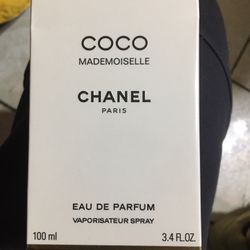 COCO
MADEMOISELLE
CHANEL
PARIS
EAU DE PARFUM
VAPORISATEUR SPRAY
100 ml 3.4 FL.OZ.